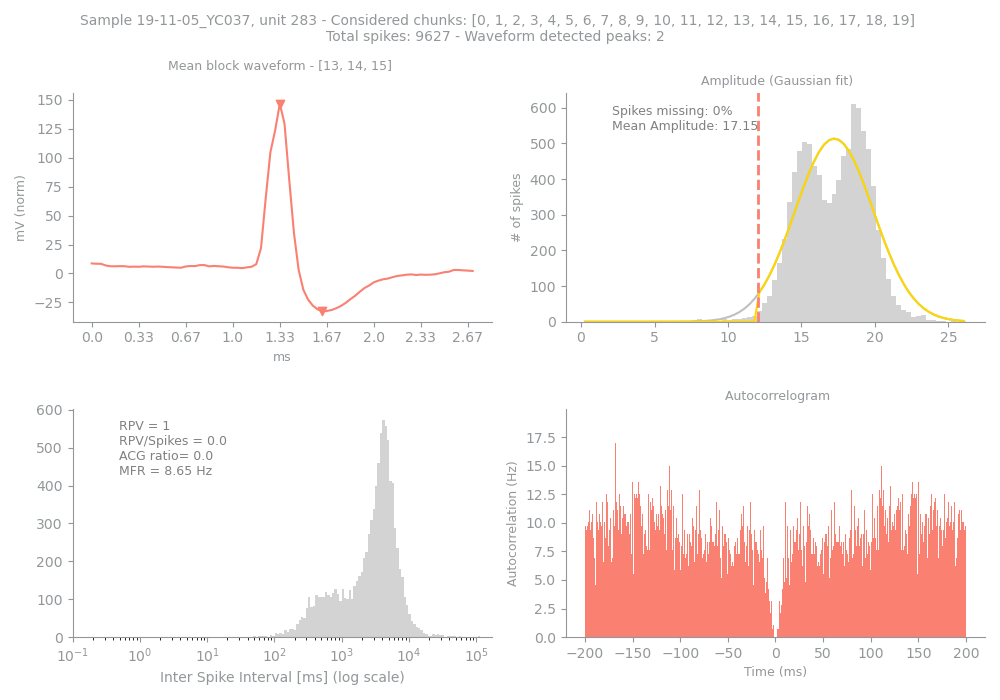 Sample 19-11-05_YC037, unit 283 - Considered chunks: [0, 1, 2, 3, 4, 5, 6, 7, 8, 9, 10, 11, 12, 13, 14, 15, 16, 17, 18, 19]
Total spikes: 9627 - Waveform detected peaks: 2
Mean block waveform - [13, 14, 15]
150
125
100
75
50
25
0
−25
mV (norm)
0.0 0.33 0.67 1.0 1.33 1.67 2.0 2.33 2.67
ms
Amplitude (Gaussian fit)
Spikes missing: 0%
Mean Amplitude: 17.15
600
500
400
300
200
100
0
# of spikes
0 5 10 15 20 25
RPV = 1
RPV/Spikes = 0.0
ACG ratio= 0.0
MFR = 8.65 Hz
600
500
400
300
200
100
0
10⁻¹ 10⁰ 10¹ 10² 10³ 10⁴ 10⁵
Inter Spike Interval [ms] (log scale)
Autocorrelogram
17.5
15.0
12.5
10.0
7.5
5.0
2.5
0.0
Autocorrelation (Hz)
−200 −150 −100 −50 0 50 100 150 200
Time (ms)